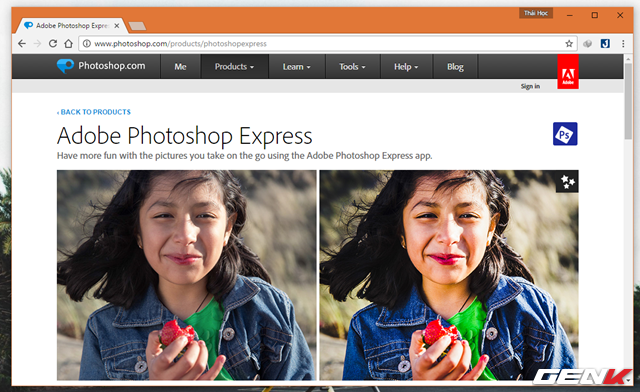 Thái Học
Adobe Photoshop Expres
www.photoshop.com/products/photoshopexpress
Photoshop.com
Me
Products
Learn
Tools
Help
Blog
Sign in
Adobe
‹ BACK TO PRODUCTS
Adobe Photoshop Express
Ps
Have more fun with the pictures you take on the go using the Adobe Photoshop Express app.
GENK